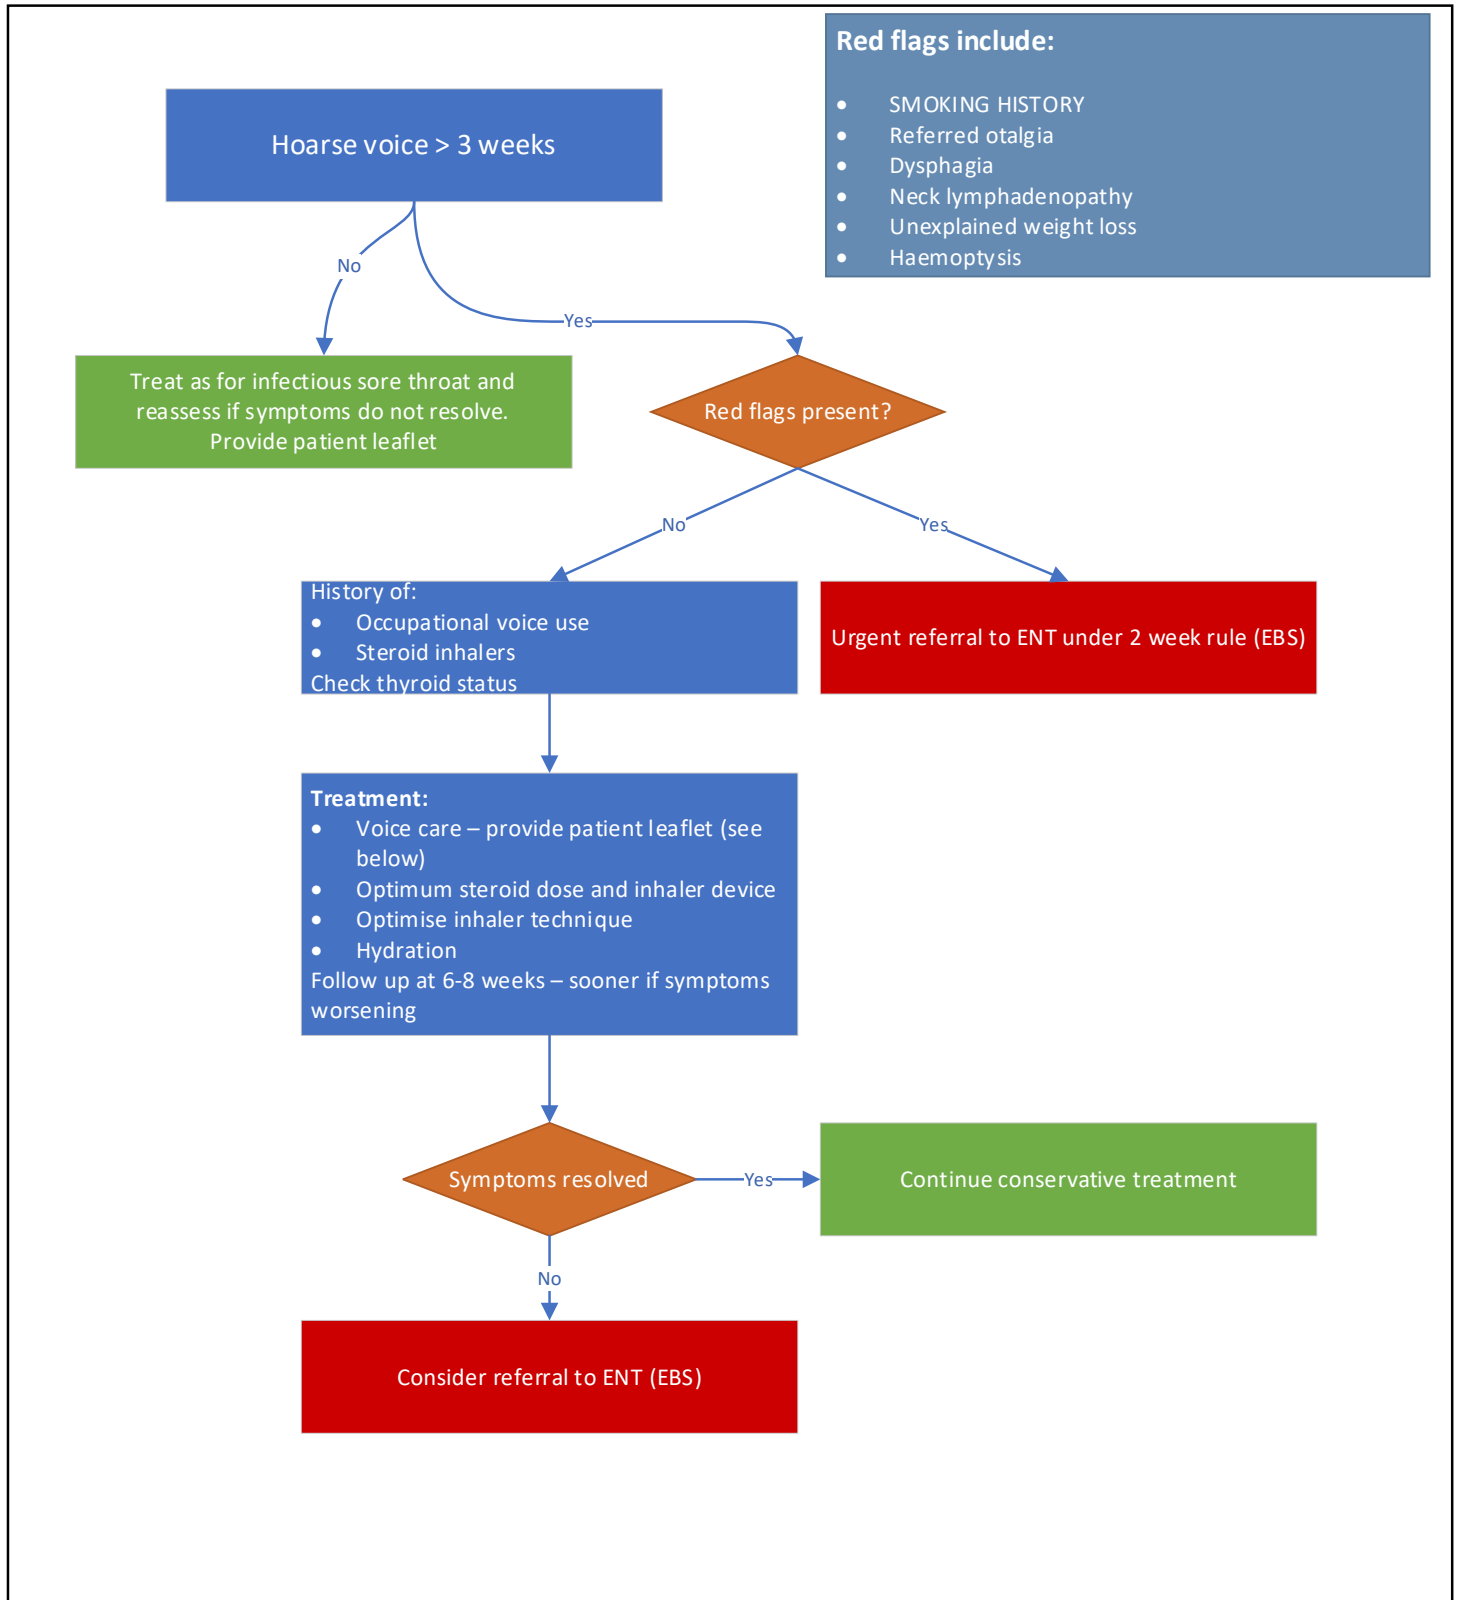 Red flags include:
• SMOKING HISTORY
• Referred otalgia
• Dysphagia
• Neck lymphadenopathy
• Unexplained weight loss
• Haemoptysis
Hoarse voice > 3 weeks
No
Yes
Treat as for infectious sore throat and
reassess if symptoms do not resolve.
Provide patient leaflet
Red flags present?
No
Yes
History of:
• Occupational voice use
• Steroid inhalers
Check thyroid status
Urgent referral to ENT under 2 week rule (EBS)
Treatment:
• Voice care – provide patient leaflet (see
below)
• Optimum steroid dose and inhaler device
• Optimise inhaler technique
• Hydration
Follow up at 6-8 weeks – sooner if symptoms
worsening
Symptoms resolved
Yes
Continue conservative treatment
No
Consider referral to ENT (EBS)